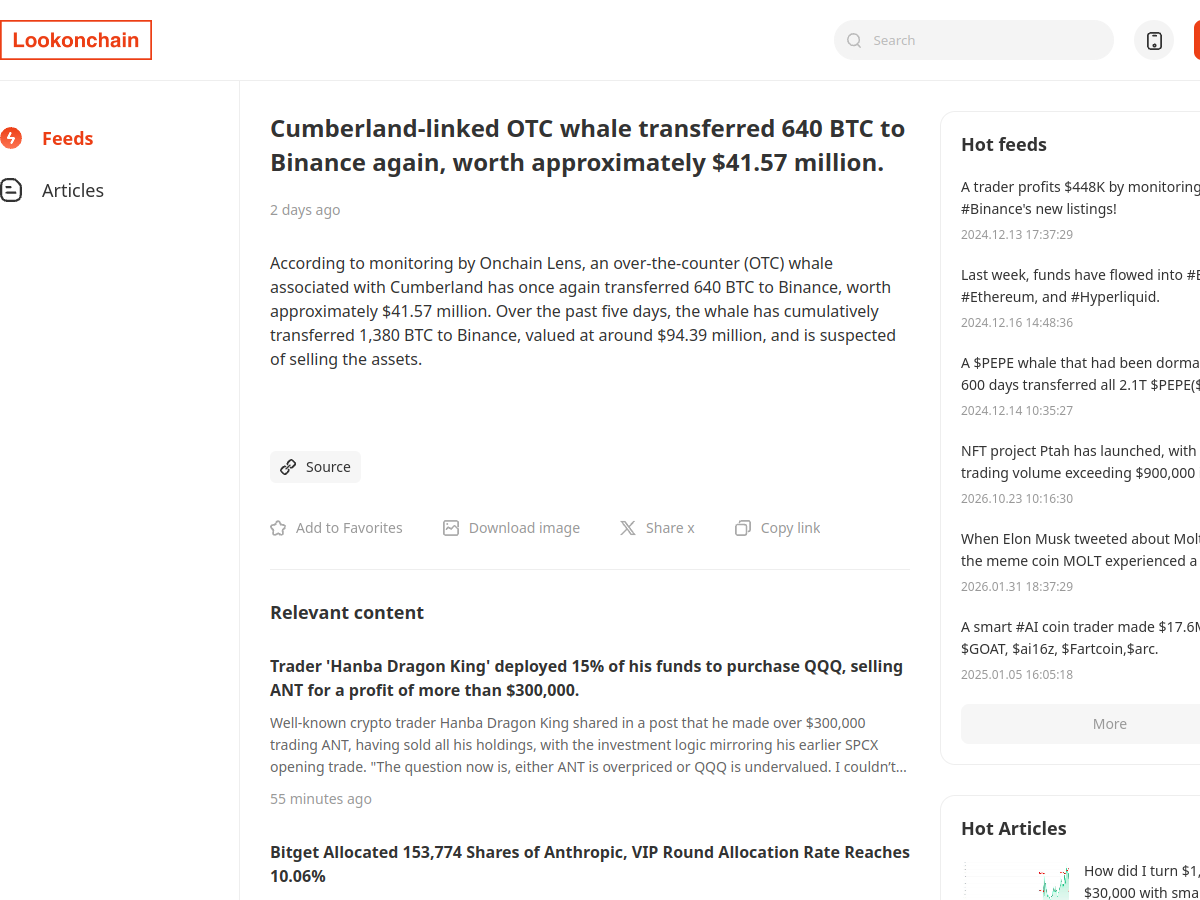 Lookonchain
Search
Feeds
Articles
Cumberland-linked OTC whale transferred 640 BTC to
Binance again, worth approximately $41.57 million.
2 days ago
According to monitoring by Onchain Lens, an over-the-counter (OTC) whale
associated with Cumberland has once again transferred 640 BTC to Binance, worth
approximately $41.57 million. Over the past five days, the whale has cumulatively
transferred 1,380 BTC to Binance, valued at around $94.39 million, and is suspected
of selling the assets.
Source
Add to Favorites
Download image
Share x
Copy link
Relevant content
Trader 'Hanba Dragon King' deployed 15% of his funds to purchase QQQ, selling
ANT for a profit of more than $300,000.
Well-known crypto trader Hanba Dragon King shared in a post that he made over $300,000
trading ANT, having sold all his holdings, with the investment logic mirroring his earlier SPCX
opening trade. "The question now is, either ANT is overpriced or QQQ is undervalued. I couldn't...
55 minutes ago
Bitget Allocated 153,774 Shares of Anthropic, VIP Round Allocation Rate Reaches
10.06%
Hot feeds
A trader profits $448K by monitoring
#Binance's new listings!
2024.12.13 17:37:29
Last week, funds have flowed into
#Ethereum, and #Hyperliquid.
2024.12.16 14:48:36
A $PEPE whale that had been
600 days transferred all 2.1T $PEPE($
2024.12.14 10:35:27
NFT project Ptah has launched, with
trading volume exceeding $900,000
2026.10.23 10:16:30
When Elon Musk tweeted about
the meme coin MOLT experienced a
2026.01.31 18:37:29
A smart #AI coin trader made
$GOAT, $ai16z, $Fartcoin,$arc.
2025.01.05 16:05:18
More
Hot Articles
How did I turn $1,
$30,000 with